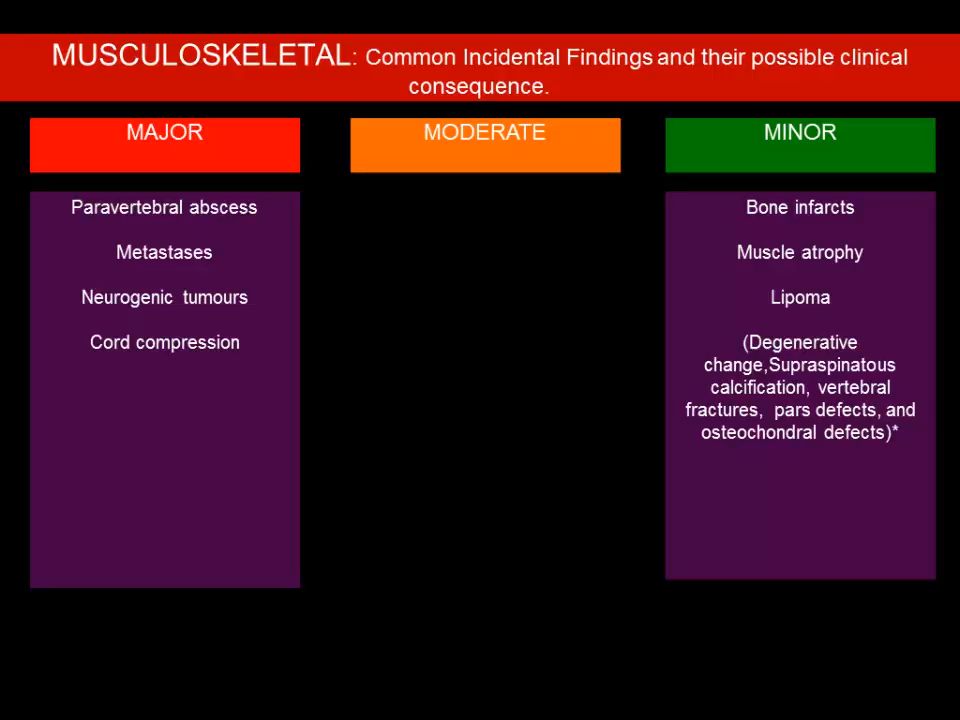 MUSCULOSKELETAL: Common Incidental Findings and their possible clinical
consequence.
MAJOR
MODERATE
MINOR
Paravertebral abscess
Metastases
Neurogenic tumours
Cord compression
Bone infarcts
Muscle atrophy
Lipoma
(Degenerative
change,Supraspinatous
calcification, vertebral
fractures, pars defects, and
osteochondral defects)*